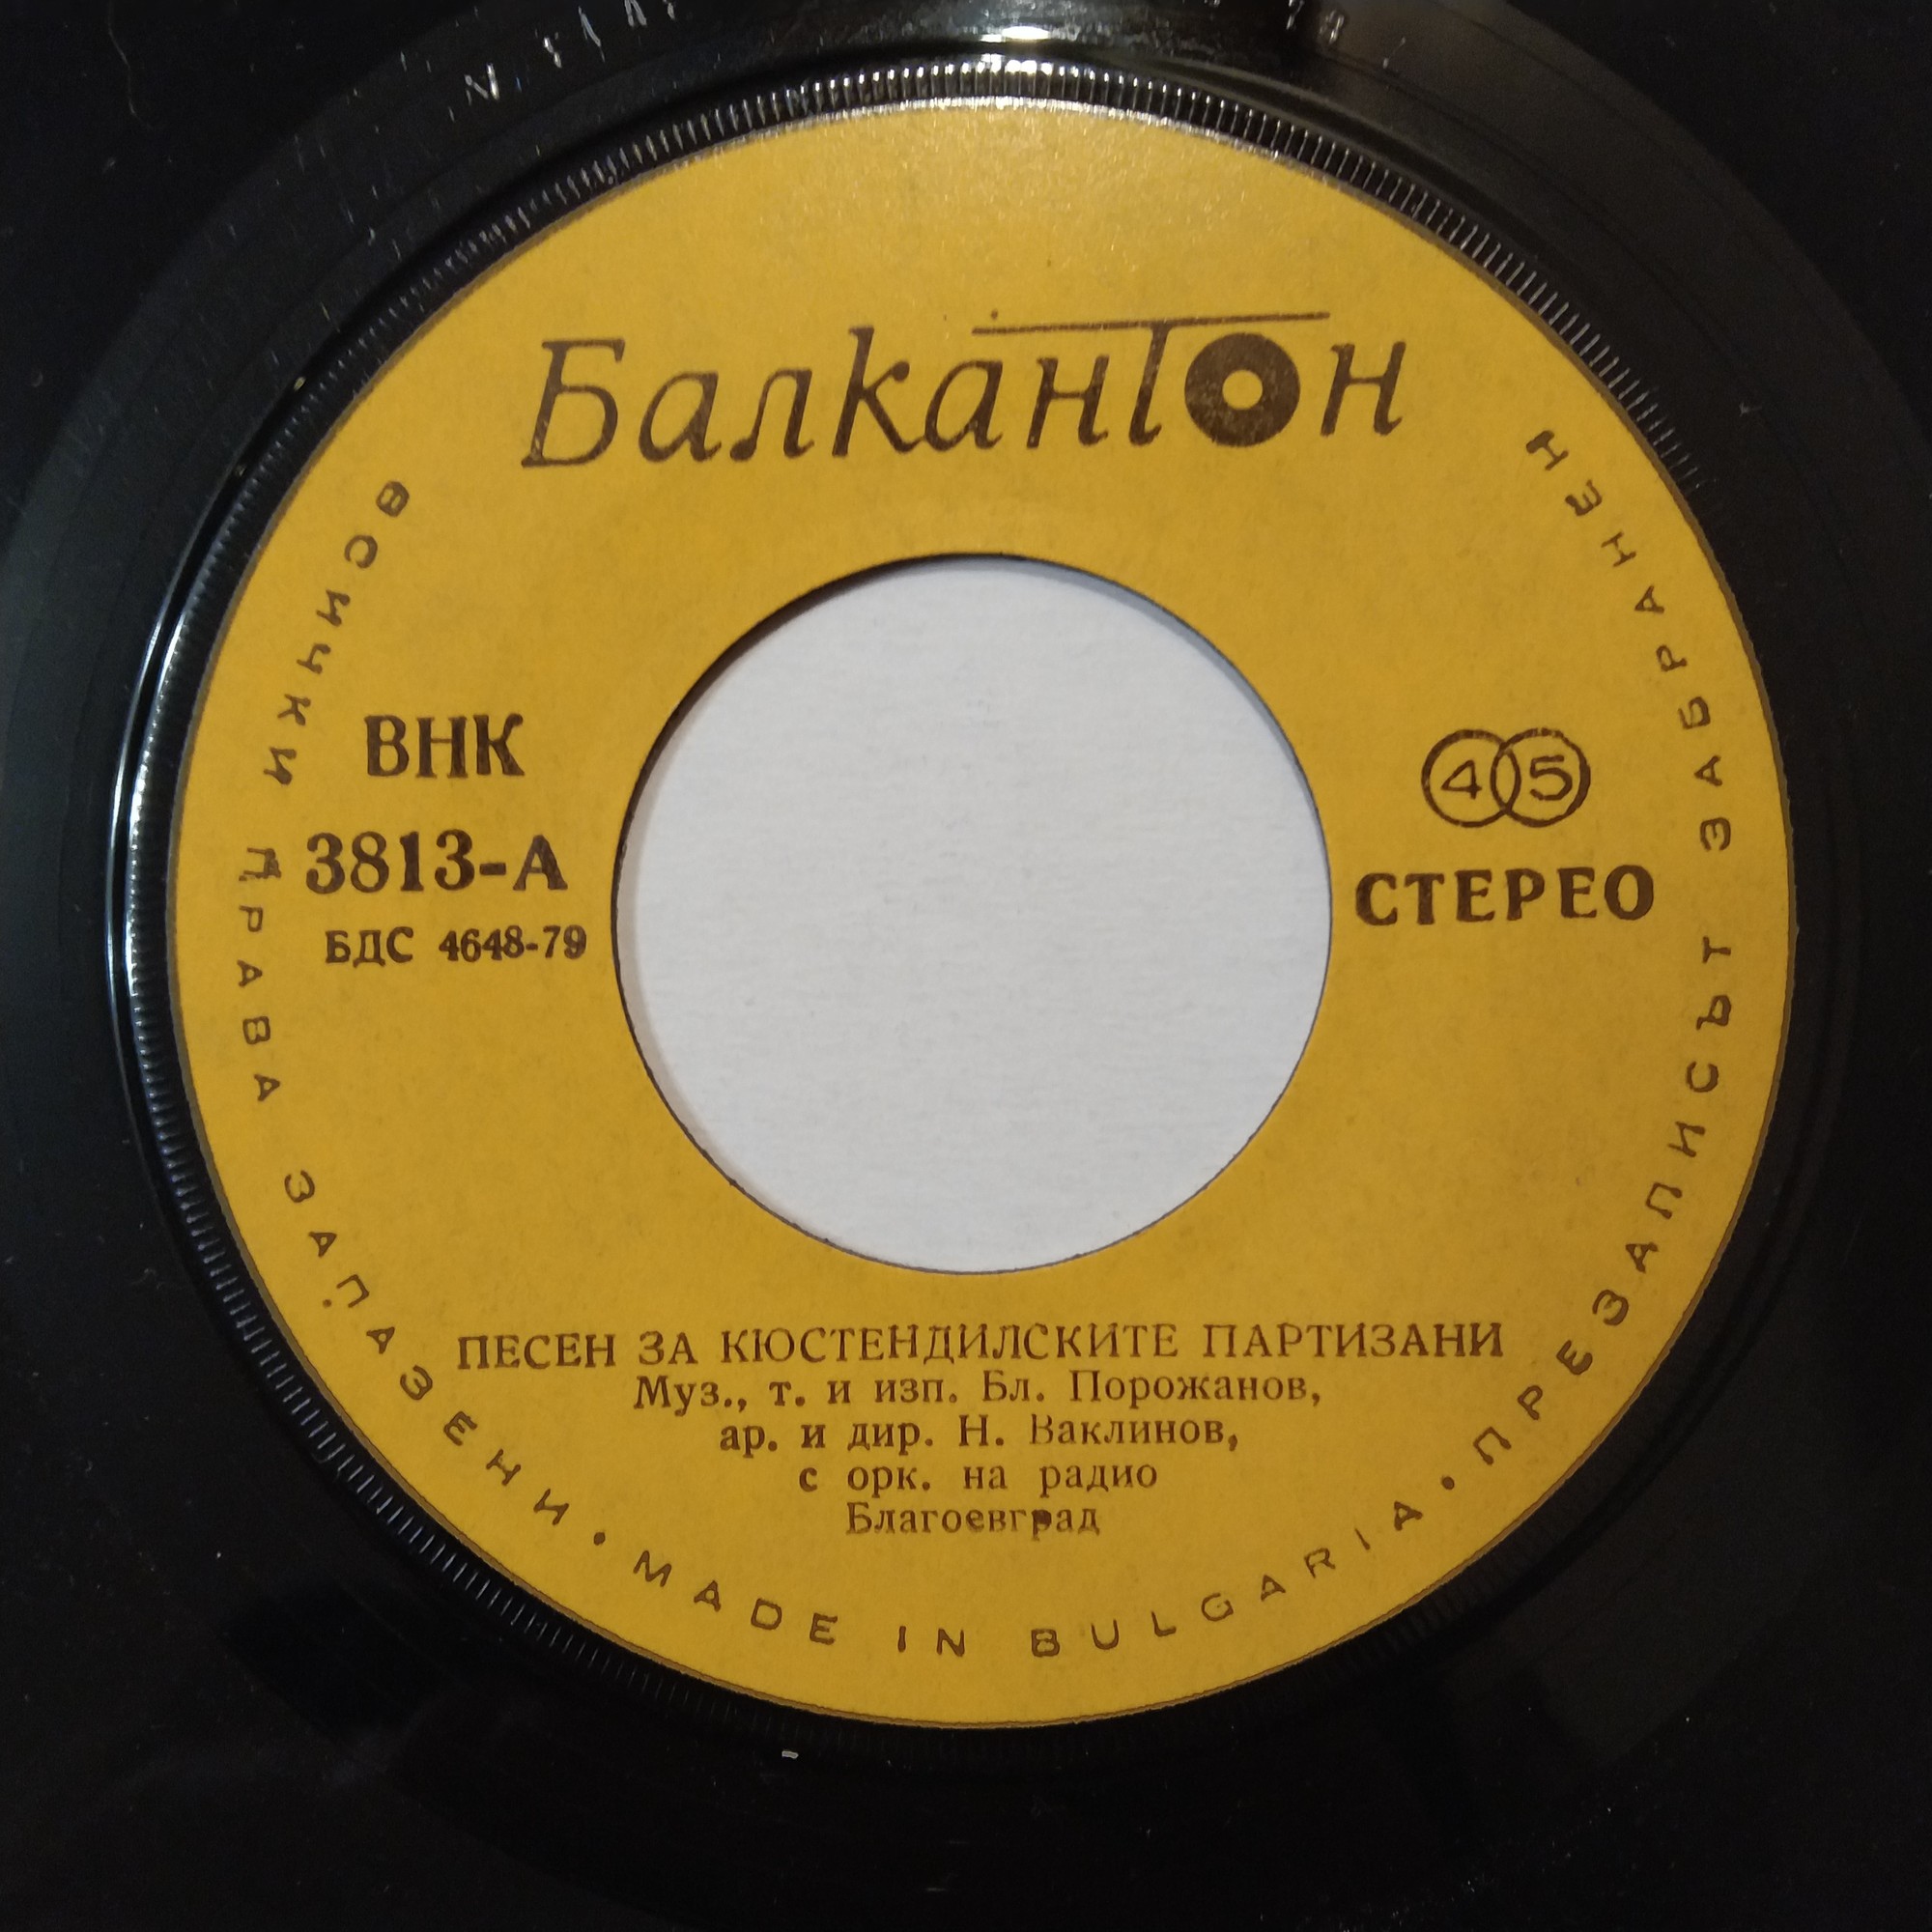 Балкантон
ВНК
3813-А
БДС 4648-79
45
СТЕРЕО
ПЕСЕН ЗА КЮСТЕНДИЛСКИТЕ ПАРТИЗАНИ
Муз., т. и изп. Бл. Порожанов,
ар. и дир. Н. Ваклинов,
с орк. на радио
Благоевград
ВСИЧКИ ПРАВА ЗАПАЗЕНИ • MADE IN BULGARIA • ПРЕЗАПИСЪТ ЗАБРАНЕН